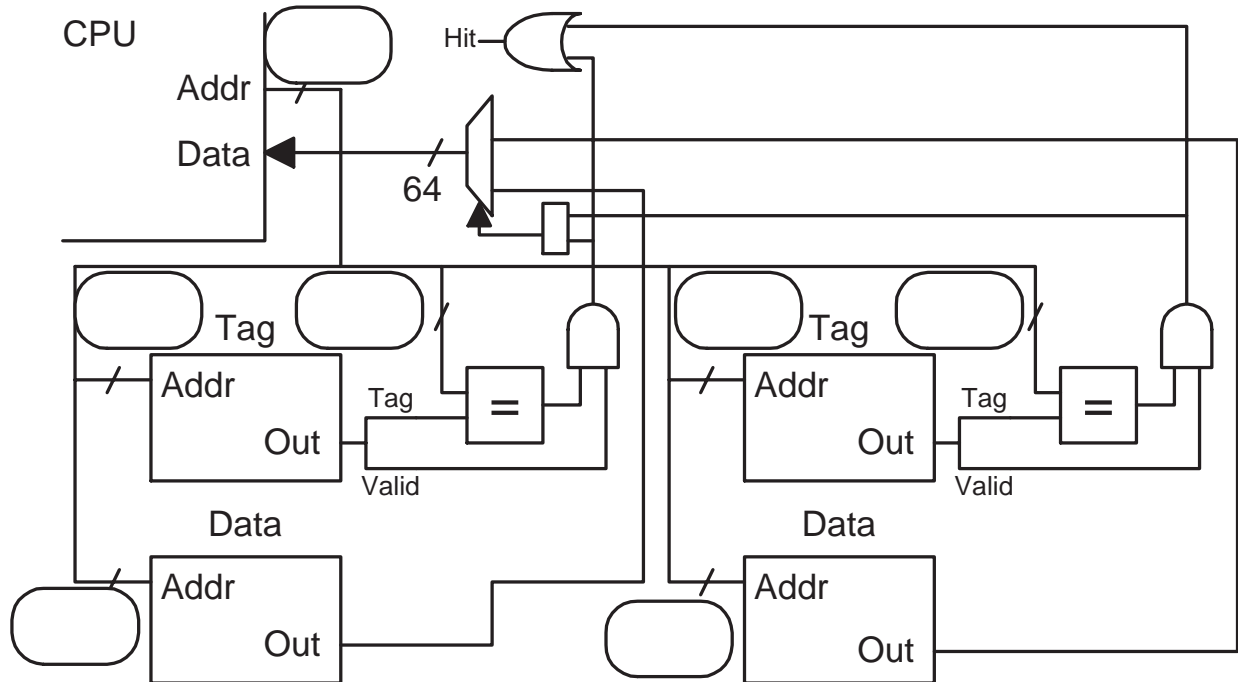 CPU
Hit
Addr
Data
64
Tag
Tag
Addr
Tag
Out
Valid
Addr
Tag
Out
Valid
=
=
Data
Data
Addr
Out
Addr
Out